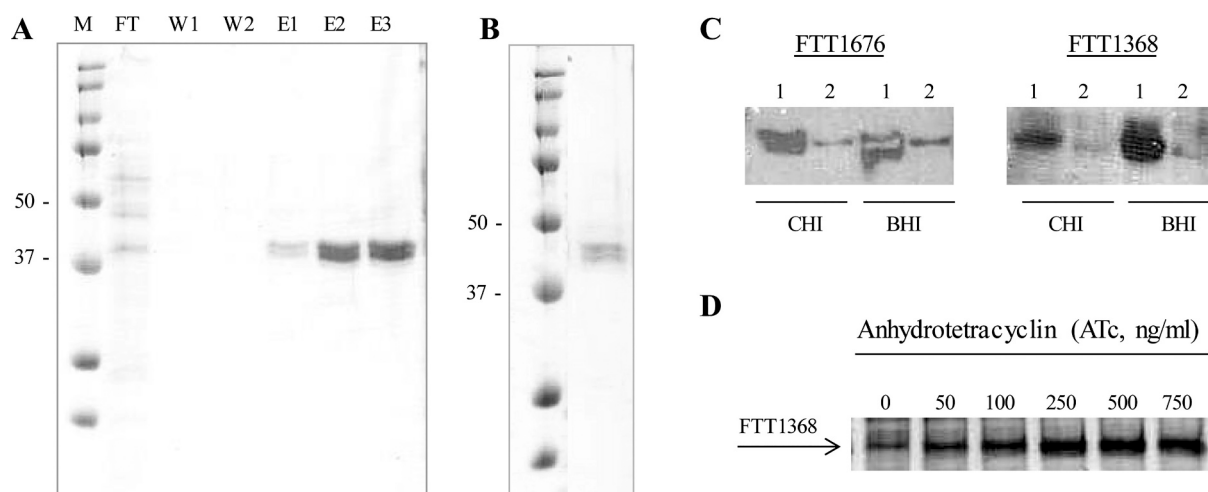 A
M FT W1 W2 E1 E2 E3
50 -
37 -
B
50 -
37 -
C
FTT1676
1 2 1 2
CHI BHI
FTT1368
1 2 1 2
CHI BHI
D
Anhydrotetracyclin (ATc, ng/ml)
0 50 100 250 500 750
FTT1368